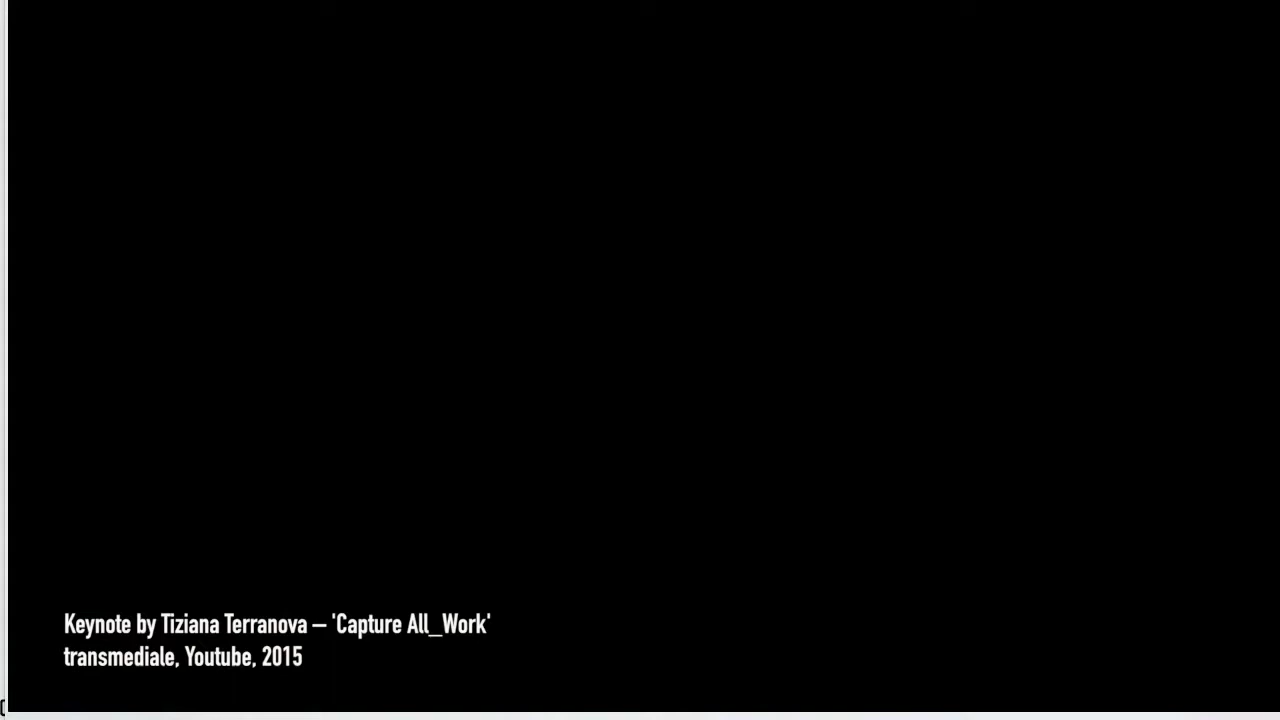 Keynote by Tiziana Terranova – 'Capture All_Work'
transmediale, Youtube, 2015